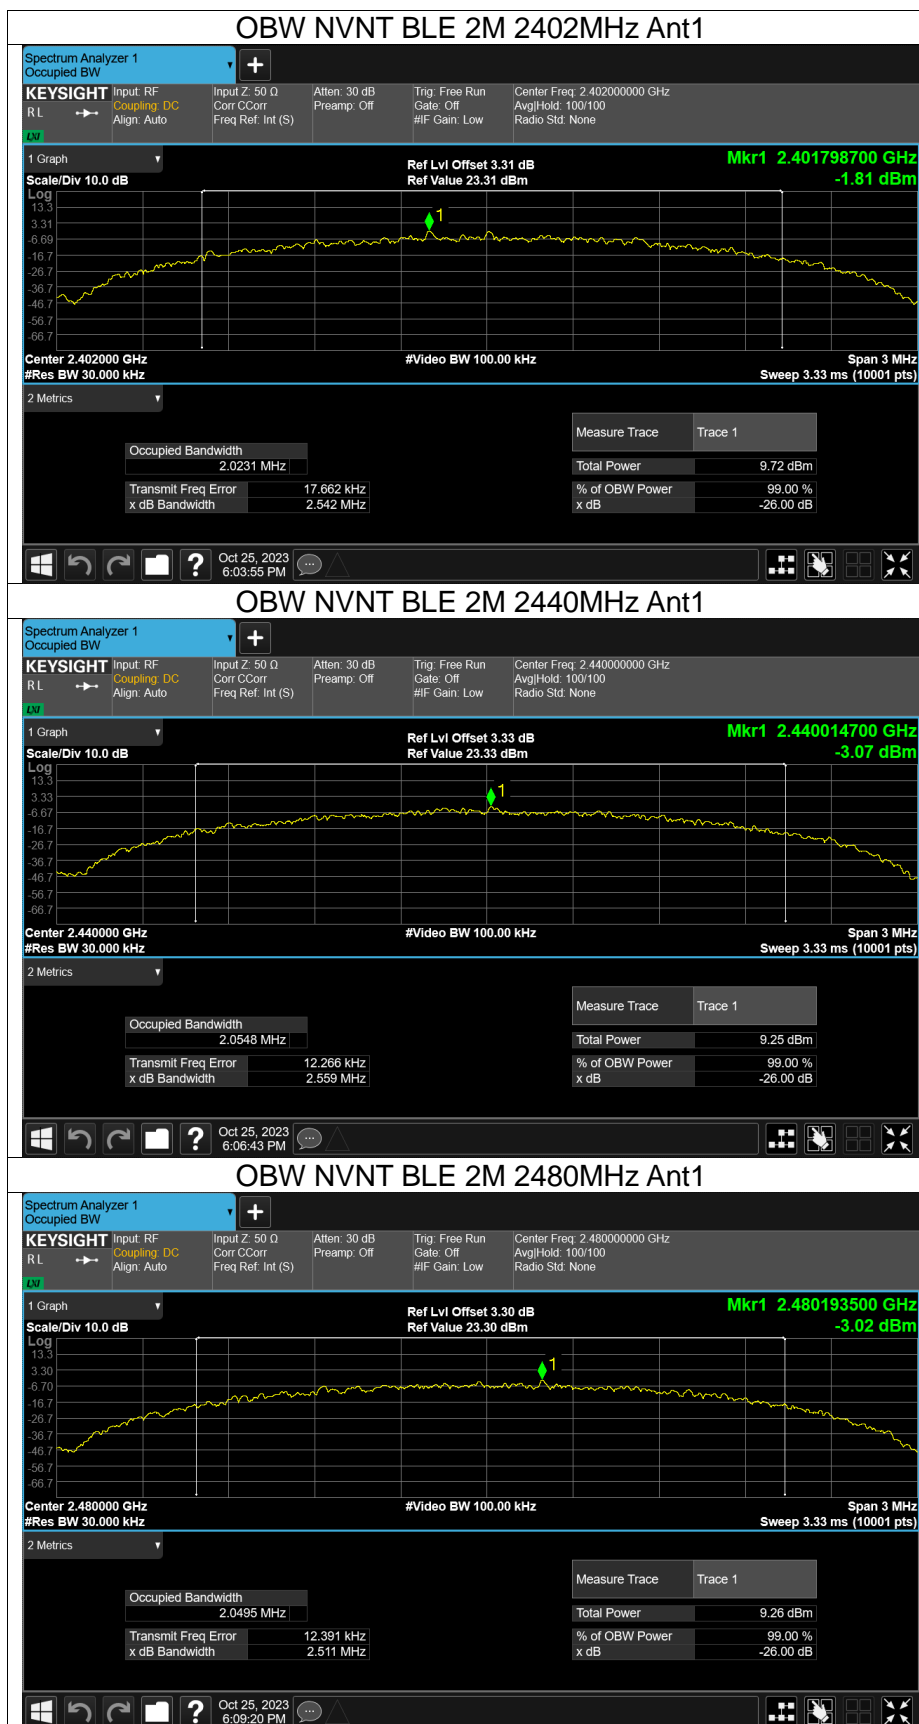 OBW NVNT BLE 2M 2402MHz Ant1
Spectrum Analyzer 1
Occupied BW
KEYSIGHT Input: RF Input Z: 50 Ω Atten: 30 dB Trig: Free Run Center Freq: 2.402000000 GHz
R L Coupling: DC Corr CCorr Preamp: Off Gate: Off Avg|Hold: 100/100
Align: Auto Freq Ref: Int (S) #IF Gain: Low Radio Std: None
LXI
1 Graph Ref Lvl Offset 3.31 dB Mkr1 2.401798700 GHz
Scale/Div 10.0 dB Ref Value 23.31 dBm -1.81 dBm
Log
13.3
1
3.31
-6.69
-16.7
-26.7
-36.7
-46.7
-56.7
-66.7
Center 2.402000 GHz #Video BW 100.00 kHz Span 3 MHz
#Res BW 30.000 kHz Sweep 3.33 ms (10001 pts)
2 Metrics
Measure Trace Trace 1
Occupied Bandwidth
2.0231 MHz Total Power 9.72 dBm
Transmit Freq Error 17.662 kHz % of OBW Power 99.00 %
x dB Bandwidth 2.542 MHz x dB -26.00 dB
? Oct 25, 2023
6:03:55 PM
OBW NVNT BLE 2M 2440MHz Ant1
Spectrum Analyzer 1
Occupied BW
KEYSIGHT Input: RF Input Z: 50 Ω Atten: 30 dB Trig: Free Run Center Freq: 2.440000000 GHz
R L Coupling: DC Corr CCorr Preamp: Off Gate: Off Avg|Hold: 100/100
Align: Auto Freq Ref: Int (S) #IF Gain: Low Radio Std: None
LXI
1 Graph Ref Lvl Offset 3.33 dB Mkr1 2.440014700 GHz
Scale/Div 10.0 dB Ref Value 23.33 dBm -3.07 dBm
Log
13.3
1
3.33
-6.67
-16.7
-26.7
-36.7
-46.7
-56.7
-66.7
Center 2.440000 GHz #Video BW 100.00 kHz Span 3 MHz
#Res BW 30.000 kHz Sweep 3.33 ms (10001 pts)
2 Metrics
Measure Trace Trace 1
Occupied Bandwidth
2.0548 MHz Total Power 9.25 dBm
Transmit Freq Error 12.266 kHz % of OBW Power 99.00 %
x dB Bandwidth 2.559 MHz x dB -26.00 dB
? Oct 25, 2023
6:06:43 PM
OBW NVNT BLE 2M 2480MHz Ant1
Spectrum Analyzer 1
Occupied BW
KEYSIGHT Input: RF Input Z: 50 Ω Atten: 30 dB Trig: Free Run Center Freq: 2.480000000 GHz
R L Coupling: DC Corr CCorr Preamp: Off Gate: Off Avg|Hold: 100/100
Align: Auto Freq Ref: Int (S) #IF Gain: Low Radio Std: None
LXI
1 Graph Ref Lvl Offset 3.30 dB Mkr1 2.480193500 GHz
Scale/Div 10.0 dB Ref Value 23.30 dBm -3.02 dBm
Log
13.3
1
3.30
-6.70
-16.7
-26.7
-36.7
-46.7
-56.7
-66.7
Center 2.480000 GHz #Video BW 100.00 kHz Span 3 MHz
#Res BW 30.000 kHz Sweep 3.33 ms (10001 pts)
2 Metrics
Measure Trace Trace 1
Occupied Bandwidth
2.0495 MHz Total Power 9.26 dBm
Transmit Freq Error 12.391 kHz % of OBW Power 99.00 %
x dB Bandwidth 2.511 MHz x dB -26.00 dB
? Oct 25, 2023
6:09:20 PM